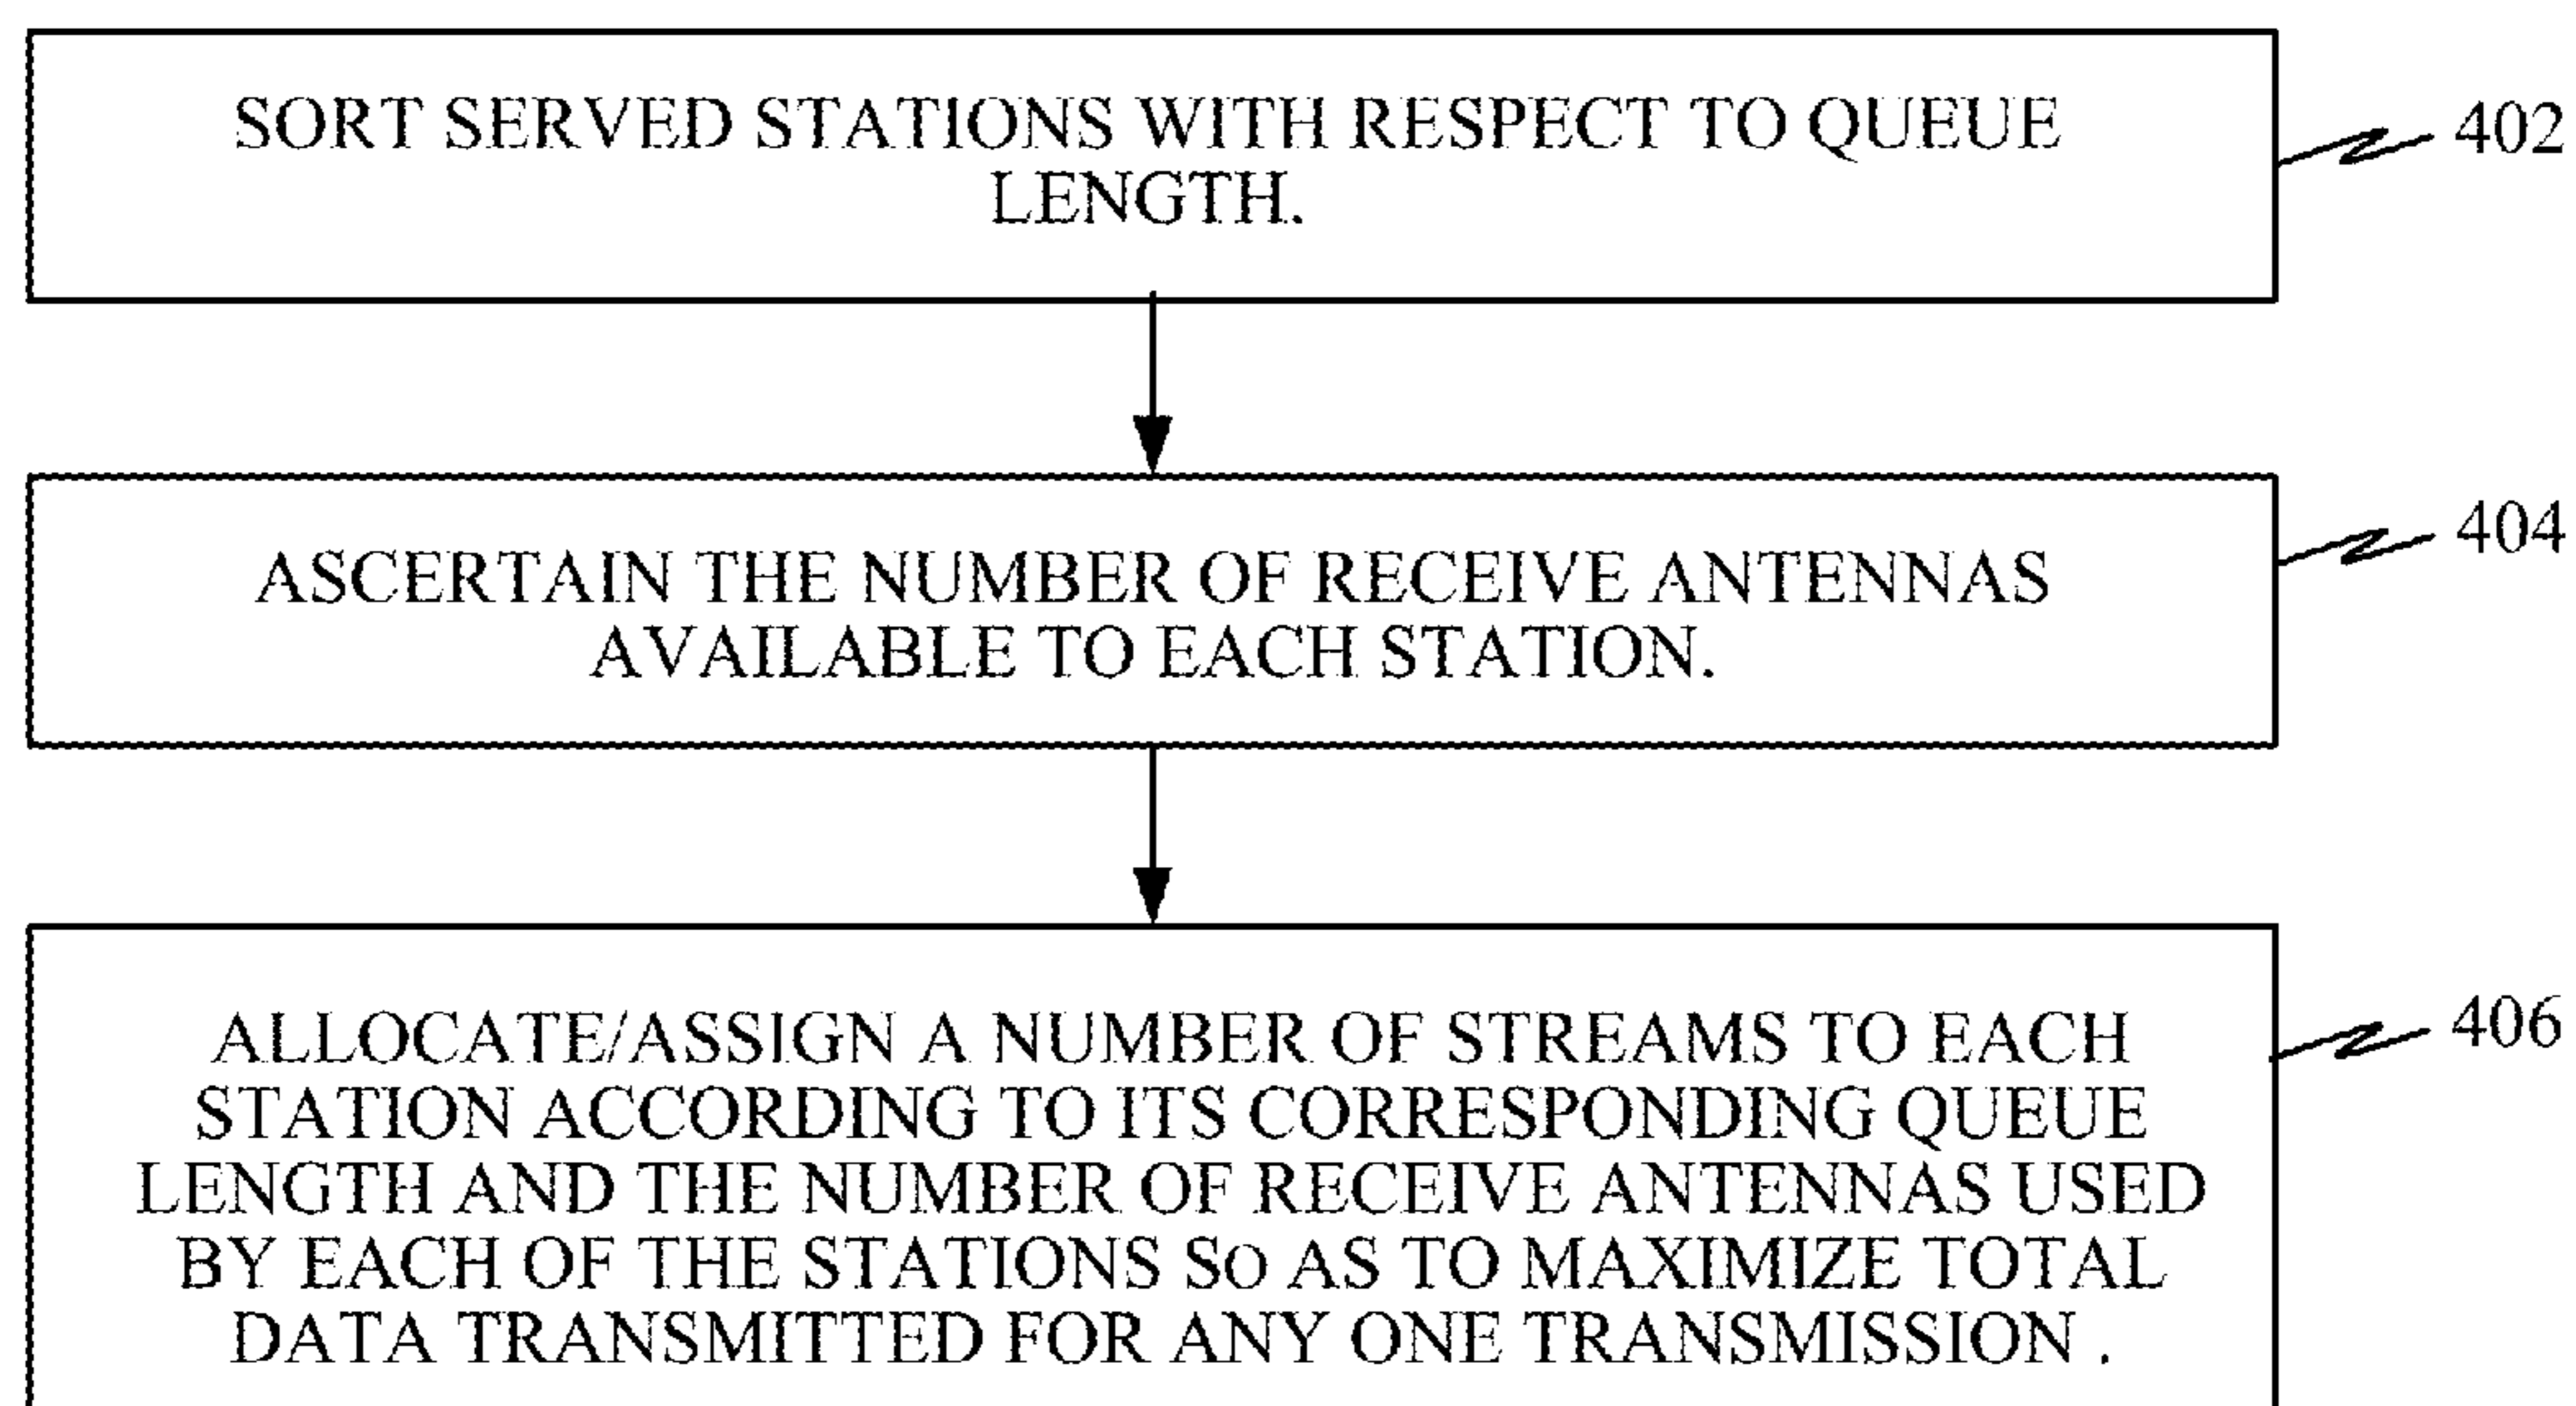 SORT SERVED STATIONS WITH RESPECT TO QUEUE
LENGTH.
402
ASCERTAIN THE NUMBER OF RECEIVE ANTENNAS
AVAILABLE TO EACH STATION.
404
ALLOCATE/ASSIGN A NUMBER OF STREAMS TO EACH
STATION ACCORDING TO ITS CORRESPONDING QUEUE
LENGTH AND THE NUMBER OF RECEIVE ANTENNAS USED
BY EACH OF THE STATIONS SO AS TO MAXIMIZE TOTAL
DATA TRANSMITTED FOR ANY ONE TRANSMISSION .
406